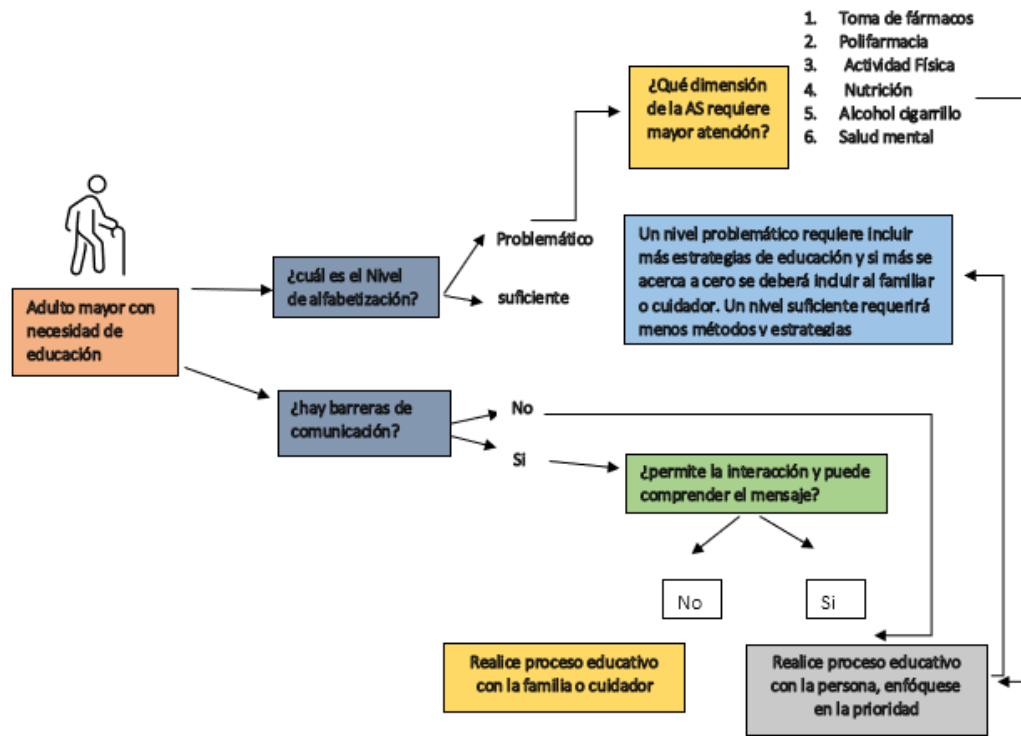 1. Toma de fármacos
2. Polifarmacia
3. Actividad Física
4. Nutrición
5. Alcohol cigarrillo
6. Salud mental
¿Qué dimensión
de la AS requiere
mayor atención?
Problemático
suficiente
Un nivel problemático requiere incluir
más estrategias de educación y si más se
acerca a cero se deberá incluir al familiar
o cuidador. Un nivel suficiente requerirá
menos métodos y estrategias
¿cuál es el Nivel
de alfabetización?
Adulto mayor con
necesidad de
educación
¿hay barreras de
comunicación?
No
Si
¿permite la interacción y puede
comprender el mensaje?
No
Si
Realice proceso educativo
con la familia o cuidador
Realice proceso educativo
con la persona, enfóquese
en la prioridad